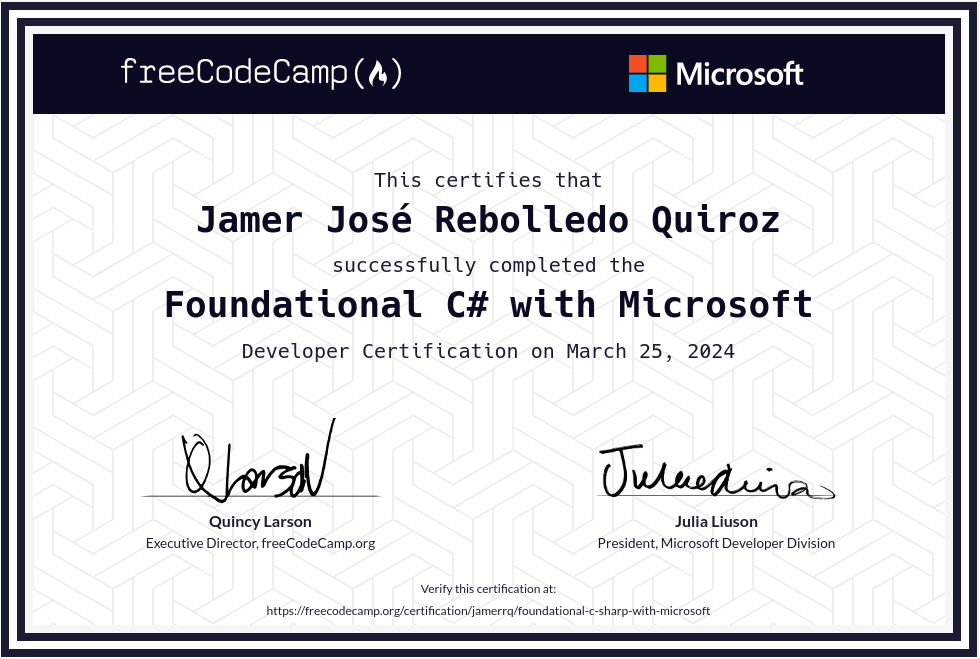 freeCodeCamp Microsoft
This certifies that
Jamer José Rebolledo Quiroz
successfully completed the
Foundational C# with Microsoft
Developer Certification on March 25, 2024
Quincy Larson
Executive Director, freeCodeCamp.org
Julia Liuson
President, Microsoft Developer Division
Verify this certification at:
https://freecodecamp.org/certification/jamerrq/foundational-c-sharp-with-microsoft